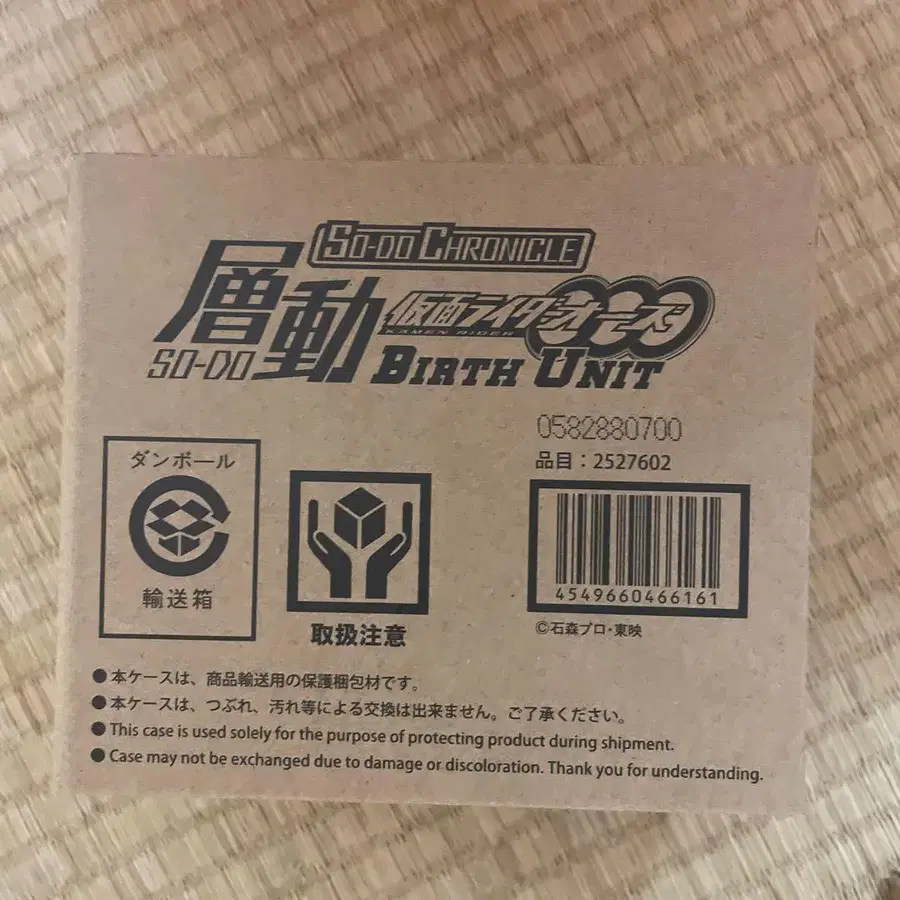 SO-DO CHRONICLE
層動
SO-DO
仮面ライダーオーズ
KAMEN RIDER
BIRTH UNIT
0582880700
品目：2527602
ダンボール
輸送箱
取扱注意
4549660466161
©石森プロ・東映
●本ケースは、商品輸送用の保護梱包材です。
●本ケースは、つぶれ、汚れ等による交換は出来ません。ご了承ください。
●This case is used solely for the purpose of protecting product during shipment.
●Case may not be exchanged due to damage or discoloration. Thank you for understanding.